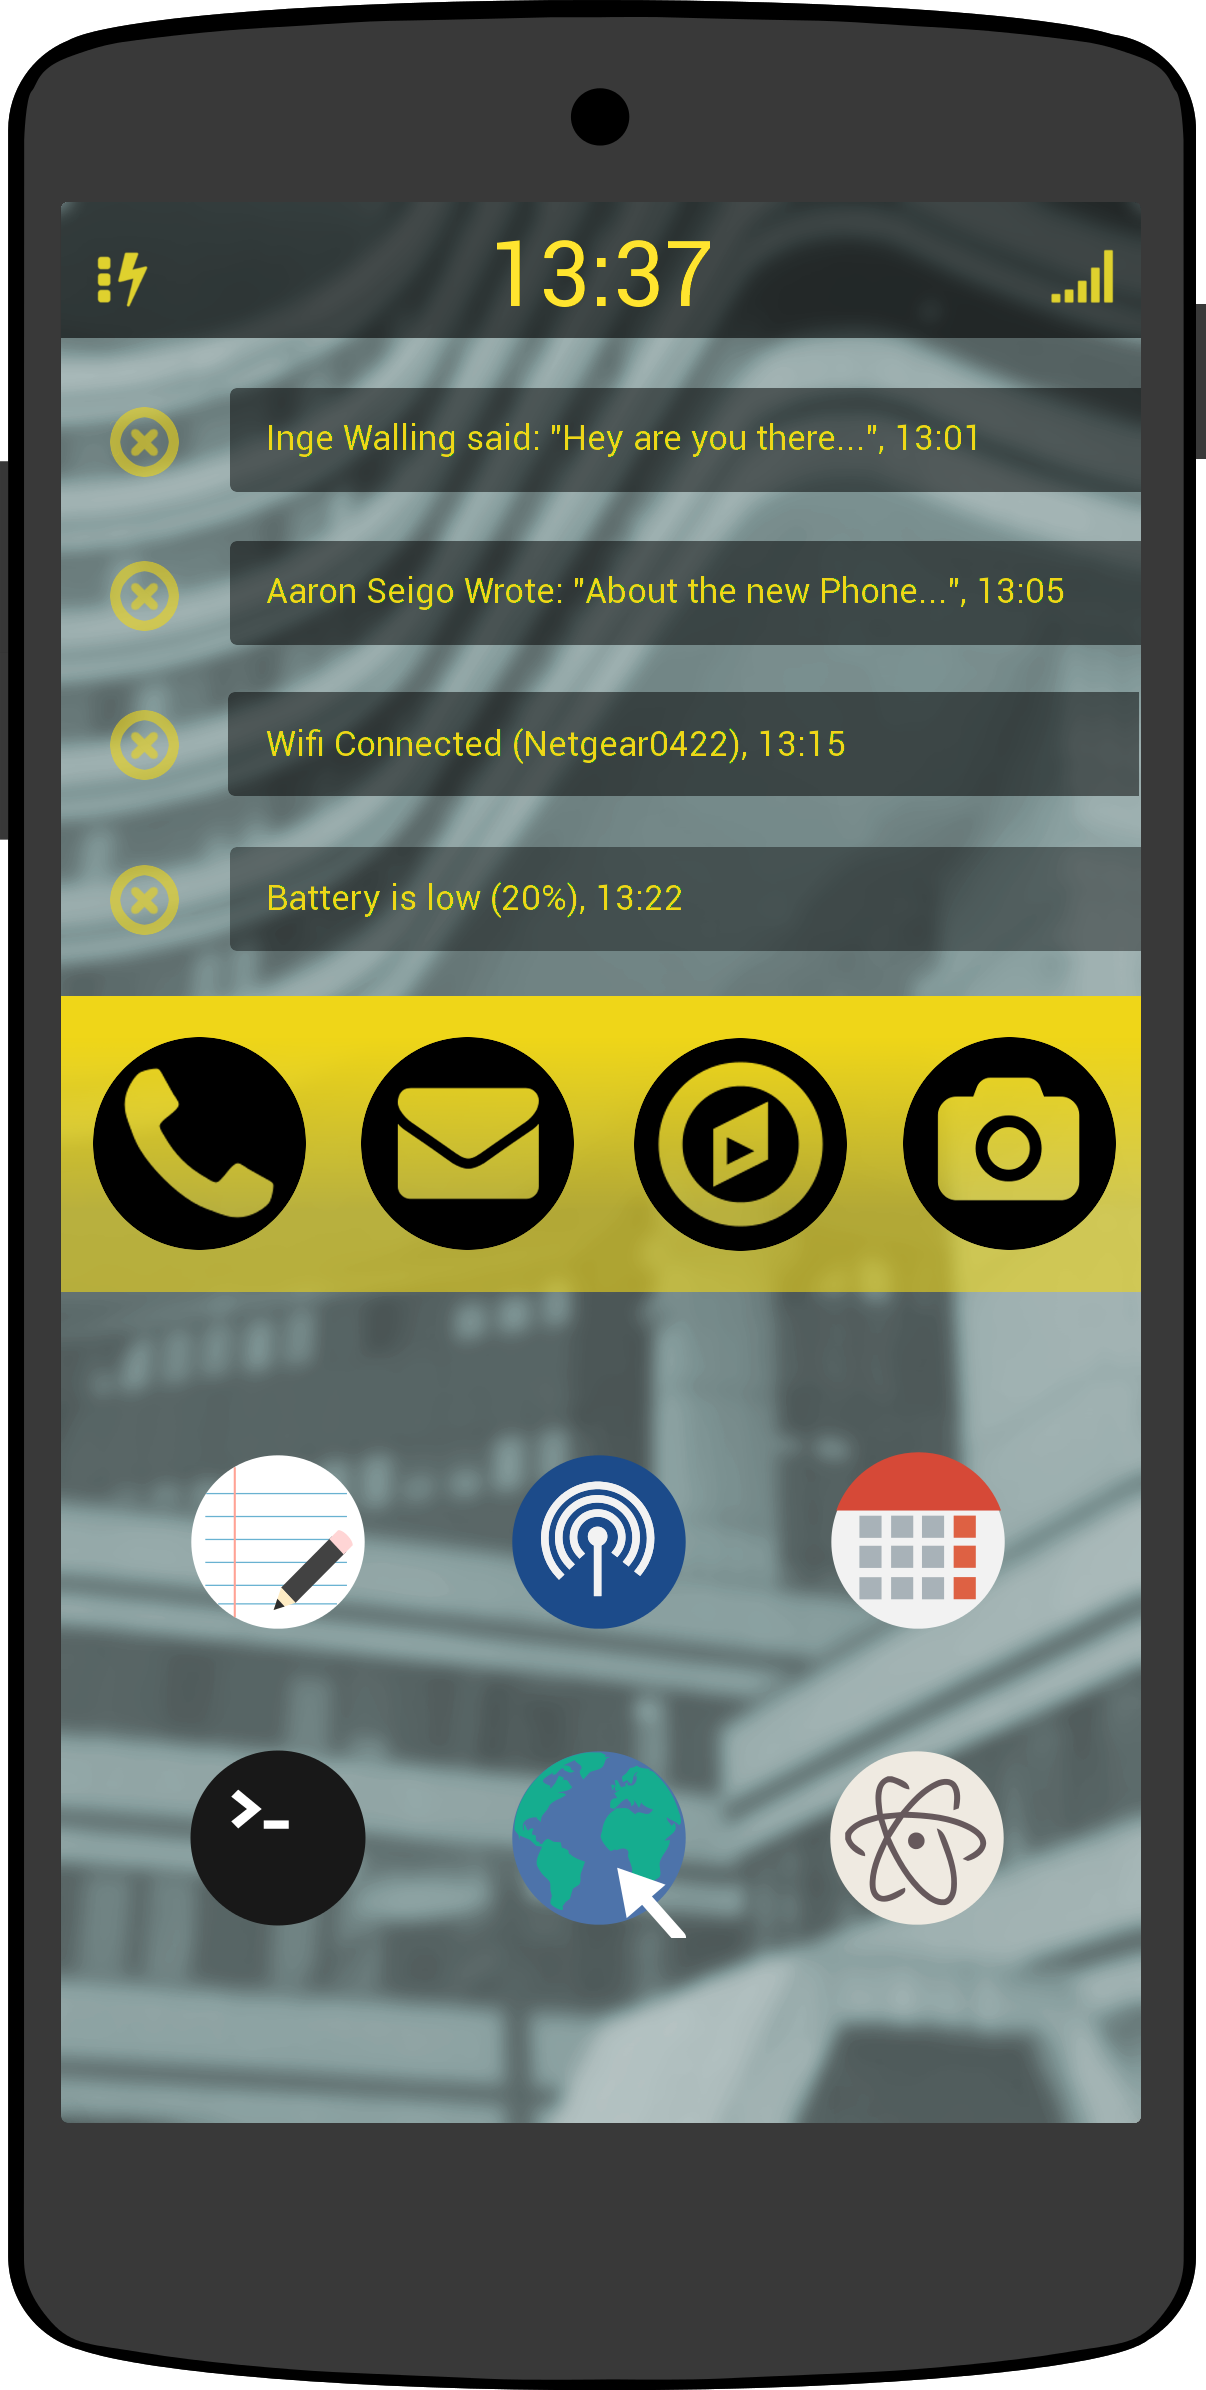 13:37
Inge Walling said: "Hey are you there...", 13:01
Aaron Seigo Wrote: "About the new Phone...", 13:05
Wifi Connected (Netgear0422), 13:15
Battery is low (20%), 13:22
>_